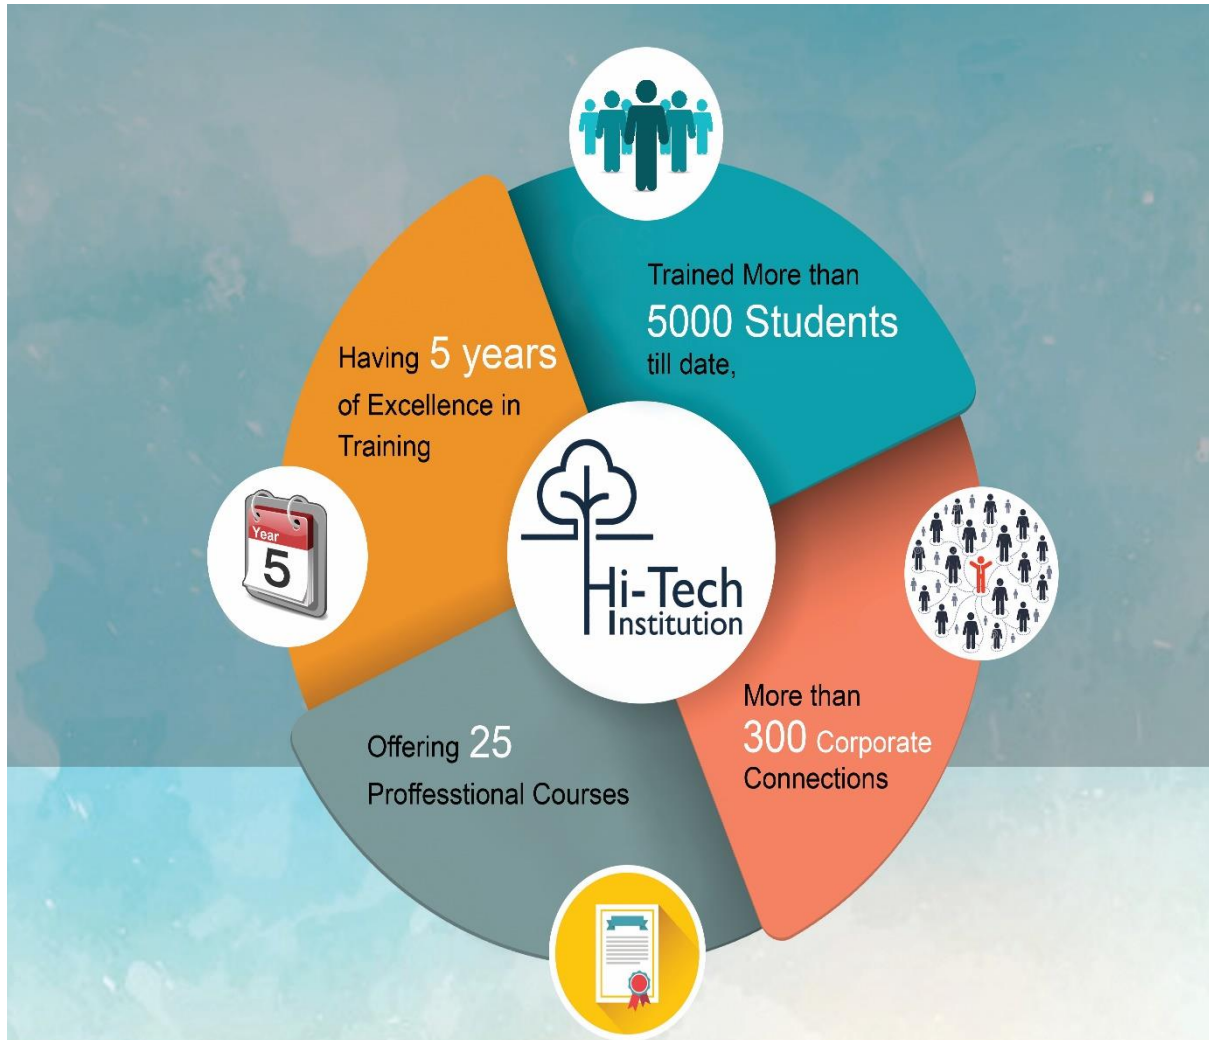 Trained More than
5000 Students
till date,
Having 5 years
of Excellence in
Training
Year
5
Hi-Tech
Institution
More than
300 Corporate
Connections
Offering 25
Proffesstional Courses